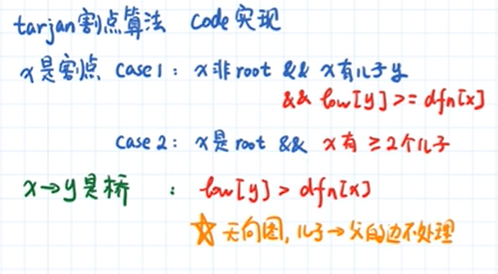 tarjan割点算法 Code实现
x是割点 Case1: x非root && x有儿子y
&& low[y] >= dfn[x]
Case 2: x是root && x有≥2个儿子
x→y是桥 : low[y] > dfn[x]
☆ 无向图, 儿子→父的边不处理